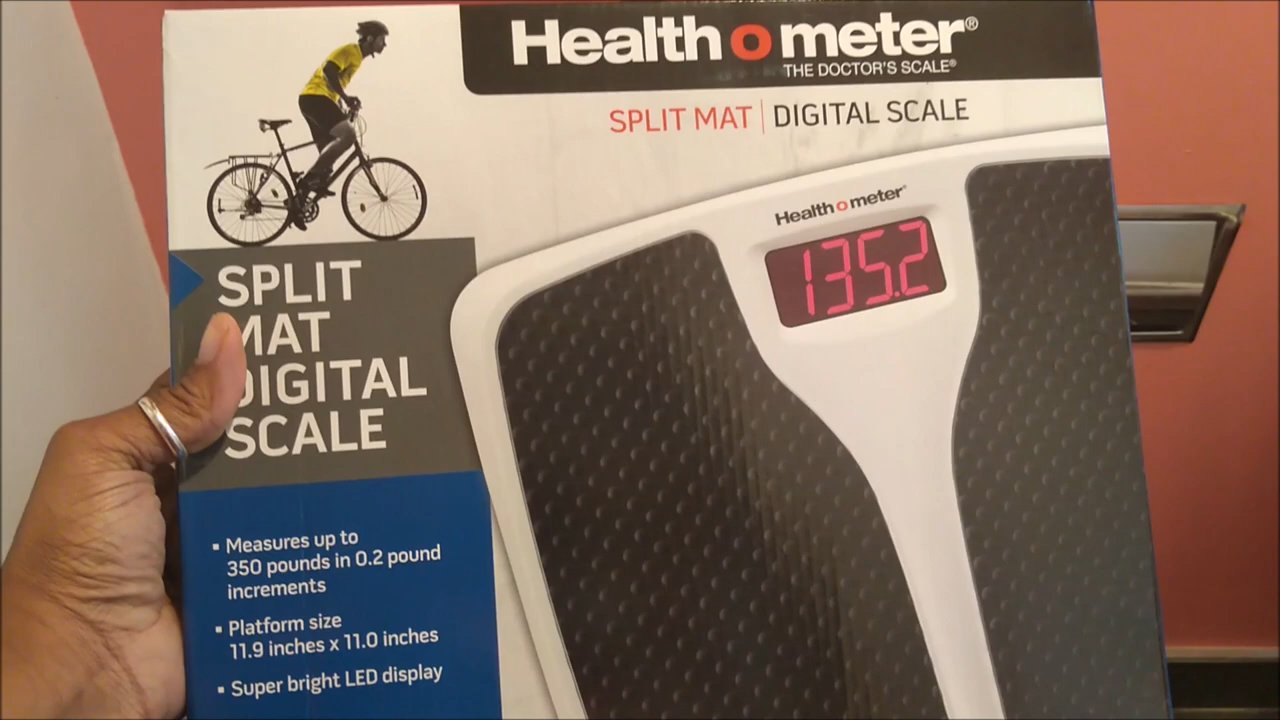 Health o meter®
THE DOCTOR'S SCALE®
SPLIT MAT | DIGITAL SCALE
Health o meter®
135.2
SPLIT
MAT
DIGITAL
SCALE
▪ Measures up to
350 pounds in 0.2 pound
increments
▪ Platform size
11.9 inches x 11.0 inches
▪ Super bright LED display